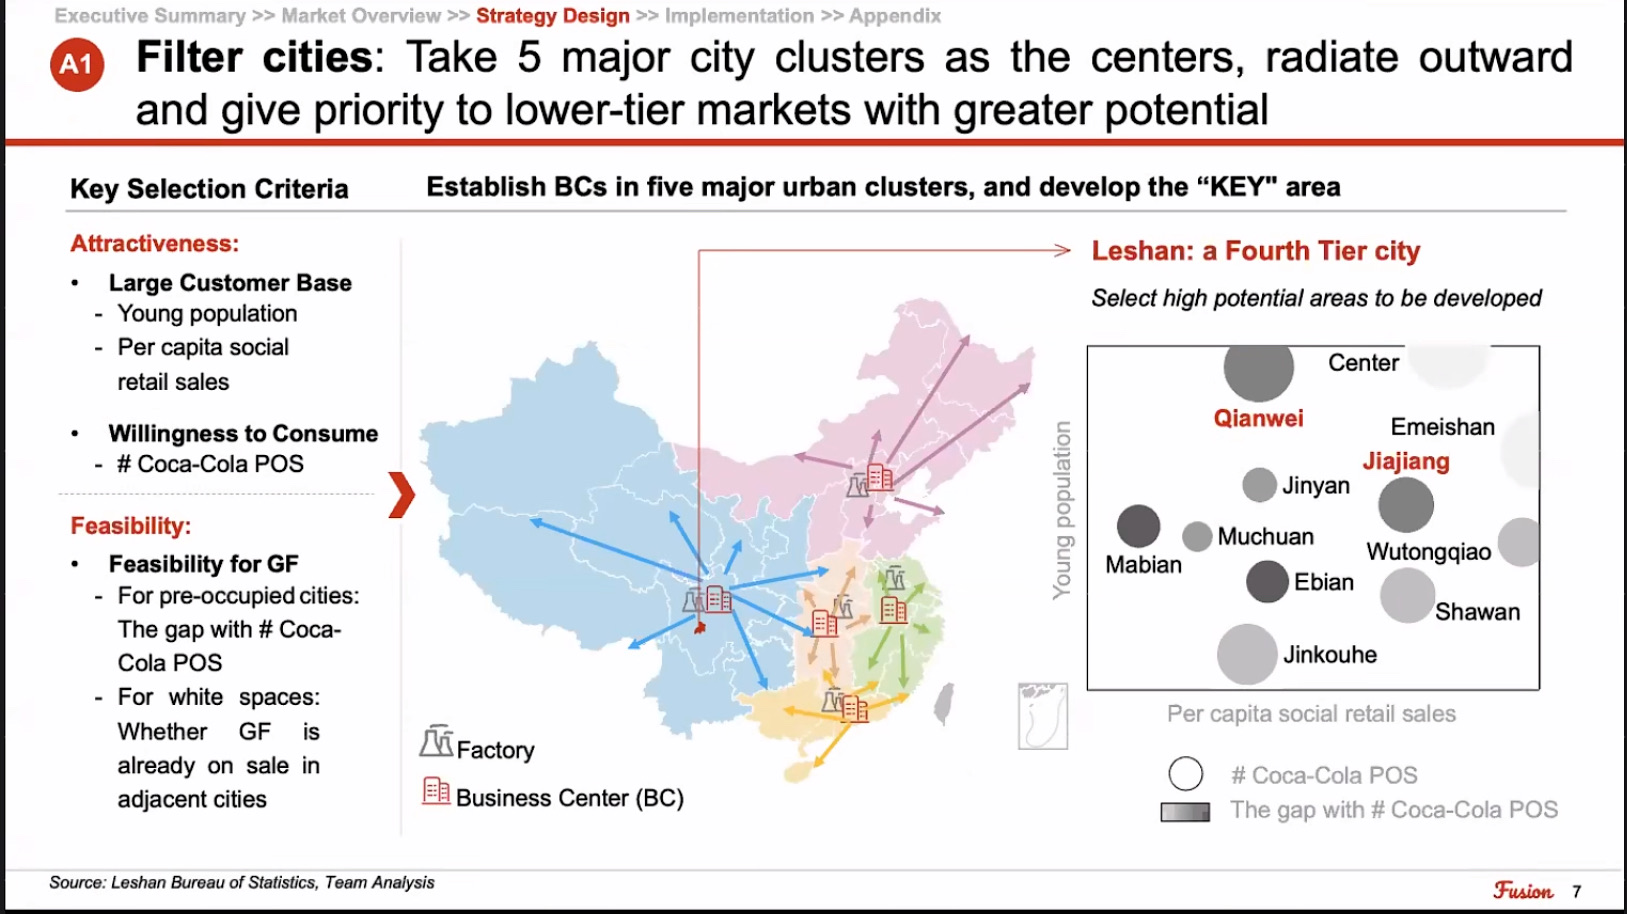 Executive Summary >> Market Overview >> Strategy Design >> Implementation >> Appendix
A1
Filter cities: Take 5 major city clusters as the centers, radiate outward
and give priority to lower-tier markets with greater potential
Key Selection Criteria
Establish BCs in five major urban clusters, and develop the “KEY" area
Attractiveness:
• Large Customer Base
- Young population
- Per capita social
retail sales
• Willingness to Consume
- # Coca-Cola POS
Feasibility:
• Feasibility for GF
- For pre-occupied cities:
The gap with # Coca-
Cola POS
- For white spaces:
Whether GF is
already on sale in
adjacent cities
Factory
Business Center (BC)
Leshan: a Fourth Tier city
Select high potential areas to be developed
Young population
Center
Qianwei
Emeishan
Jiajiang
Jinyan
Muchuan
Wutongqiao
Mabian
Ebian
Shawan
Jinkouhe
Per capita social retail sales
# Coca-Cola POS
The gap with # Coca-Cola POS
Source: Leshan Bureau of Statistics, Team Analysis
Fusion 7